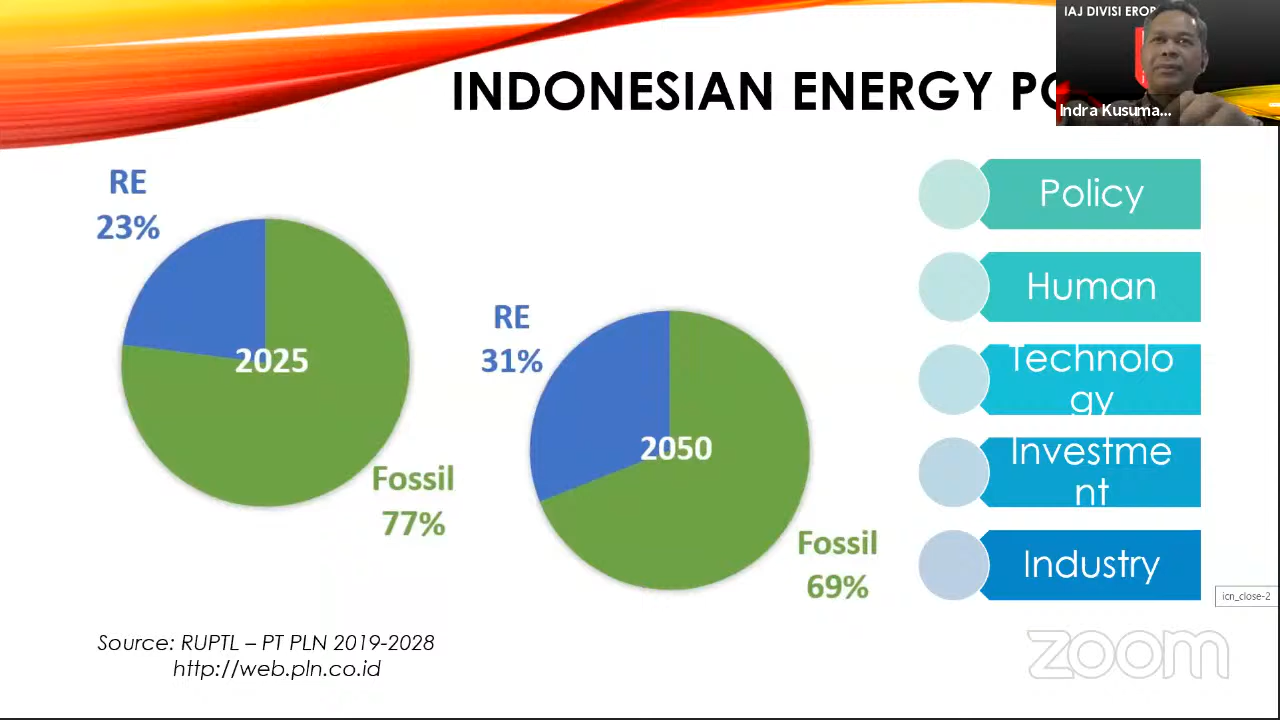 IAJ DIVISI EROP
INDONESIAN ENERGY PO
Indra Kusuma...
RE
23%
2025
Fossil
77%
RE
31%
2050
Fossil
69%
Policy
Human
Technolo
gy
Investme
nt
Industry
icn_close-2
Source: RUPTL – PT PLN 2019-2028
http://web.pln.co.id
zoom